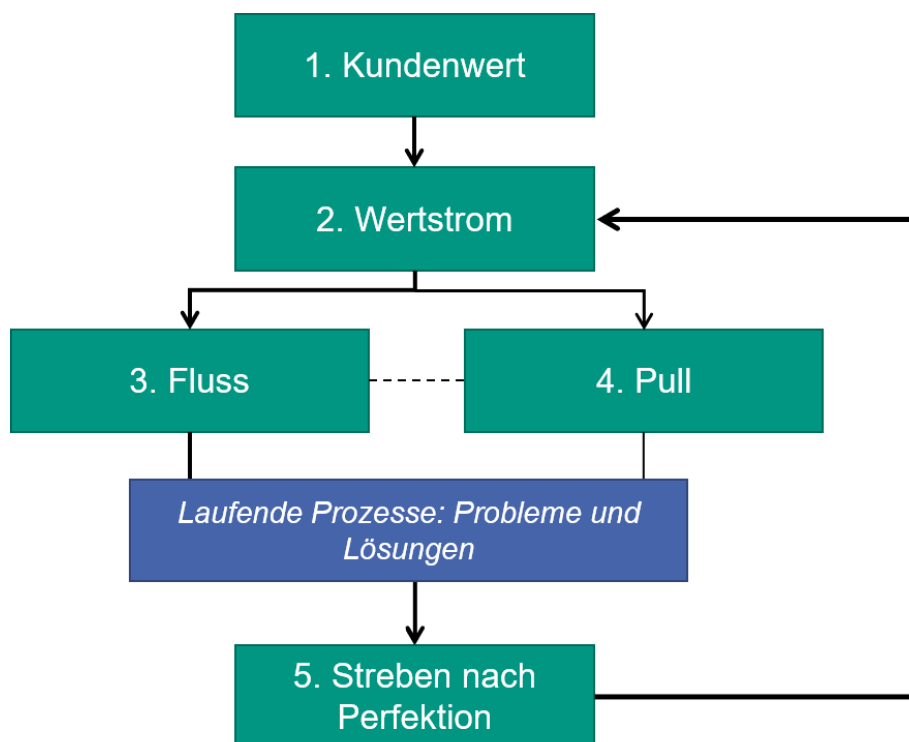 1. Kundenwert
2. Wertstrom
3. Fluss
4. Pull
Laufende Prozesse: Probleme und
Lösungen
5. Streben nach
Perfektion